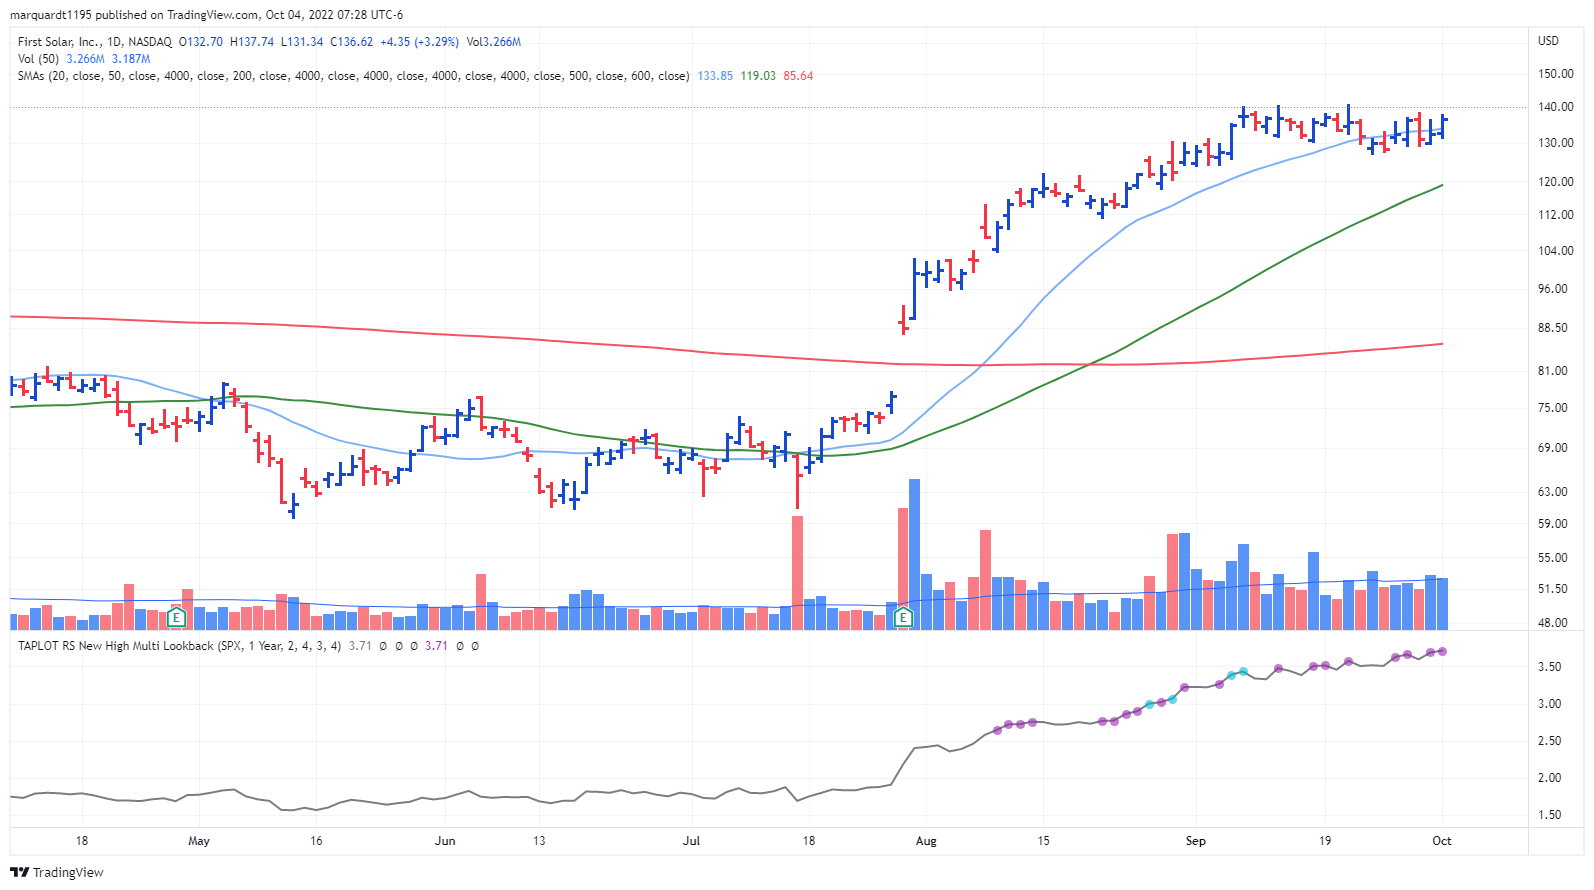 marquardt1195 published on TradingView.com, Oct 04, 2022 07:28 UTC-6
First Solar, Inc., 1D, NASDAQ O132.70 H137.74 L131.34 C136.62 +4.35 (+3.29%) Vol3.266M
Vol (50) 3.266M 3.187M
SMAs (20, close, 50, close, 4000, close, 200, close, 4000, close, 4000, close, 4000, close, 4000, close, 500, close, 600, close) 133.85 119.03 85.64
USD
150.00
140.00
130.00
120.00
112.00
104.00
96.00
88.50
81.00
75.00
69.00
63.00
59.00
55.00
51.50
48.00
E
E
TAPLOT RS New High Multi Lookback (SPX, 1 Year, 2, 4, 3, 4) 3.71 Ø Ø Ø 3.71 Ø Ø
3.50
3.00
2.50
2.00
1.50
18 May 16 Jun 13 Jul 18 Aug 15 Sep 19 Oct
TradingView